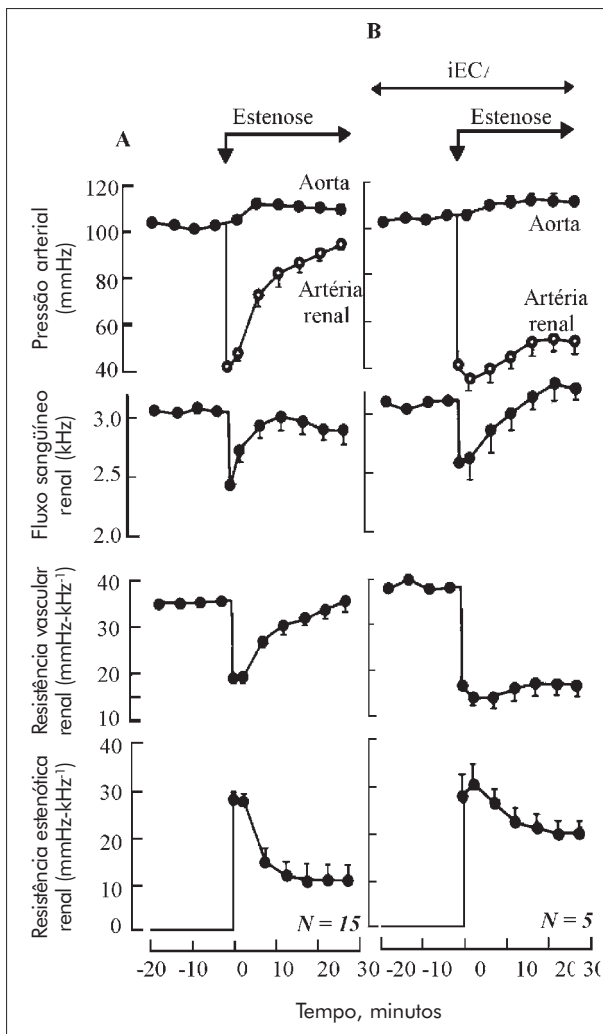 B
iEC/
A
Estenose
Estenose
Pressão arterial
(mmHg)
120
100
80
60
40
Aorta
Artéria
renal
Aorta
Artéria
renal
Fluxo sangüíneo
renal (kHz)
3.0
2.5
2.0
Resistência vascular
renal (mmHz-kHz⁻¹)
40
30
20
10
Resistência estenótica
renal (mmHz-kHz⁻¹)
40
30
20
10
0
N = 15
N = 5
-20 -10 0 10 20 30 -20 -10 0 10 20 30
Tempo, minutos